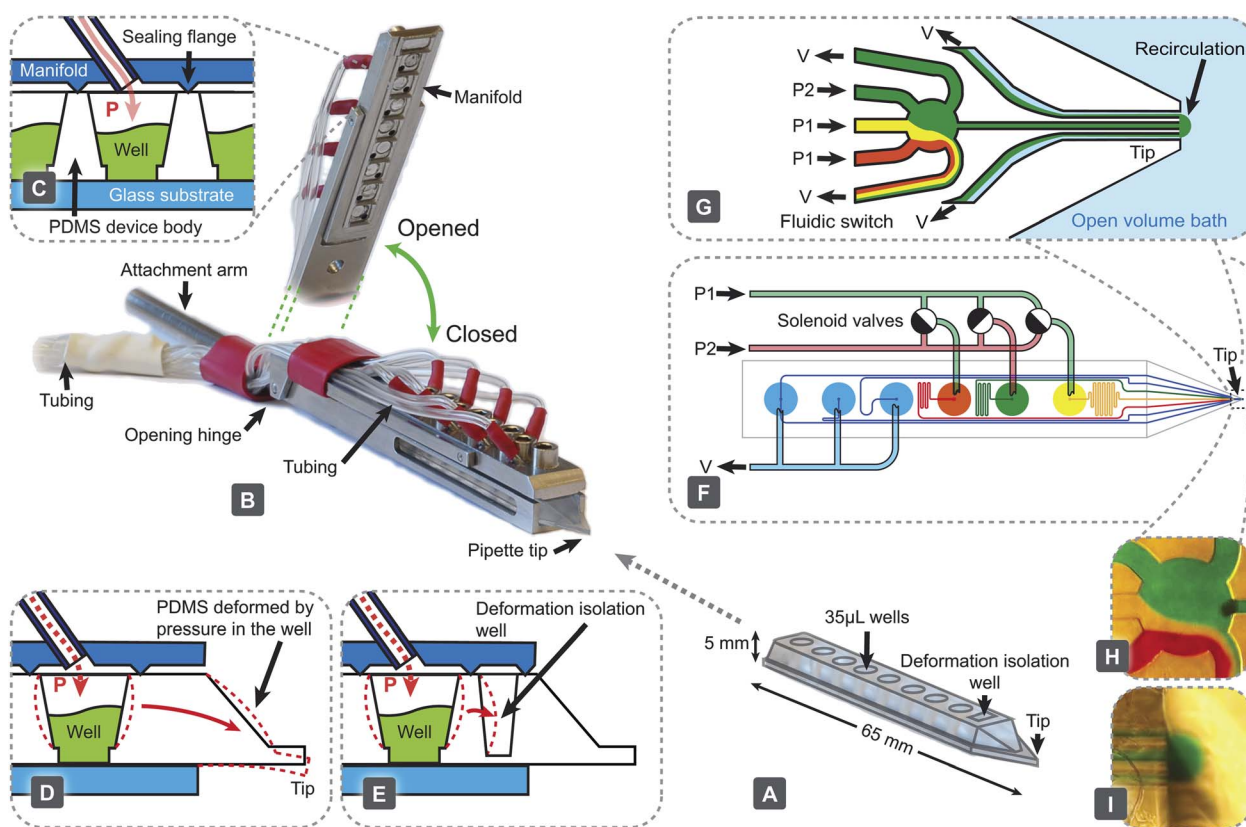 Sealing flange
Manifold
P
Well
Glass substrate
C
PDMS device body
Manifold
Opened
Closed
Attachment arm
Tubing
Opening hinge
Tubing
B
Pipette tip
V
P2
P1
P1
V
V
V
Fluidic switch
Recirculation
Tip
Open volume bath
G
P1
P2
Solenoid valves
Tip
V
F
PDMS deformed by
pressure in the well
P
Well
Tip
D
Deformation isolation
well
P
Well
E
35µL wells
5 mm
Deformation isolation
well
Tip
65 mm
A
H
I